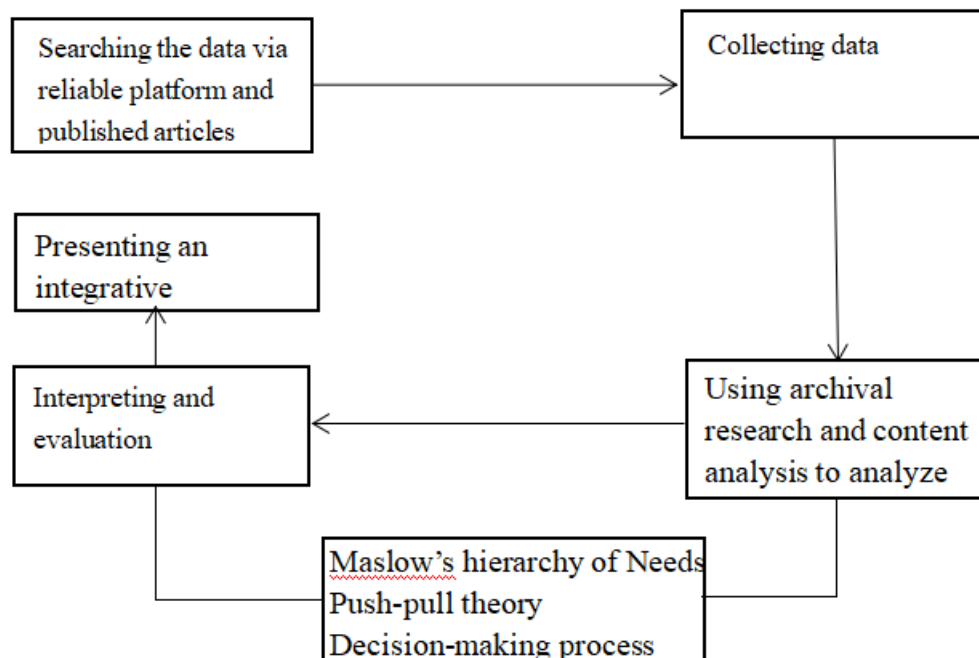 Searching the data via
reliable platform and
published articles
Collecting data
Using archival
research and content
analysis to analyze
Interpreting and
evaluation
Presenting an
integrative
Maslow's hierarchy of Needs
Push-pull theory
Decision-making process